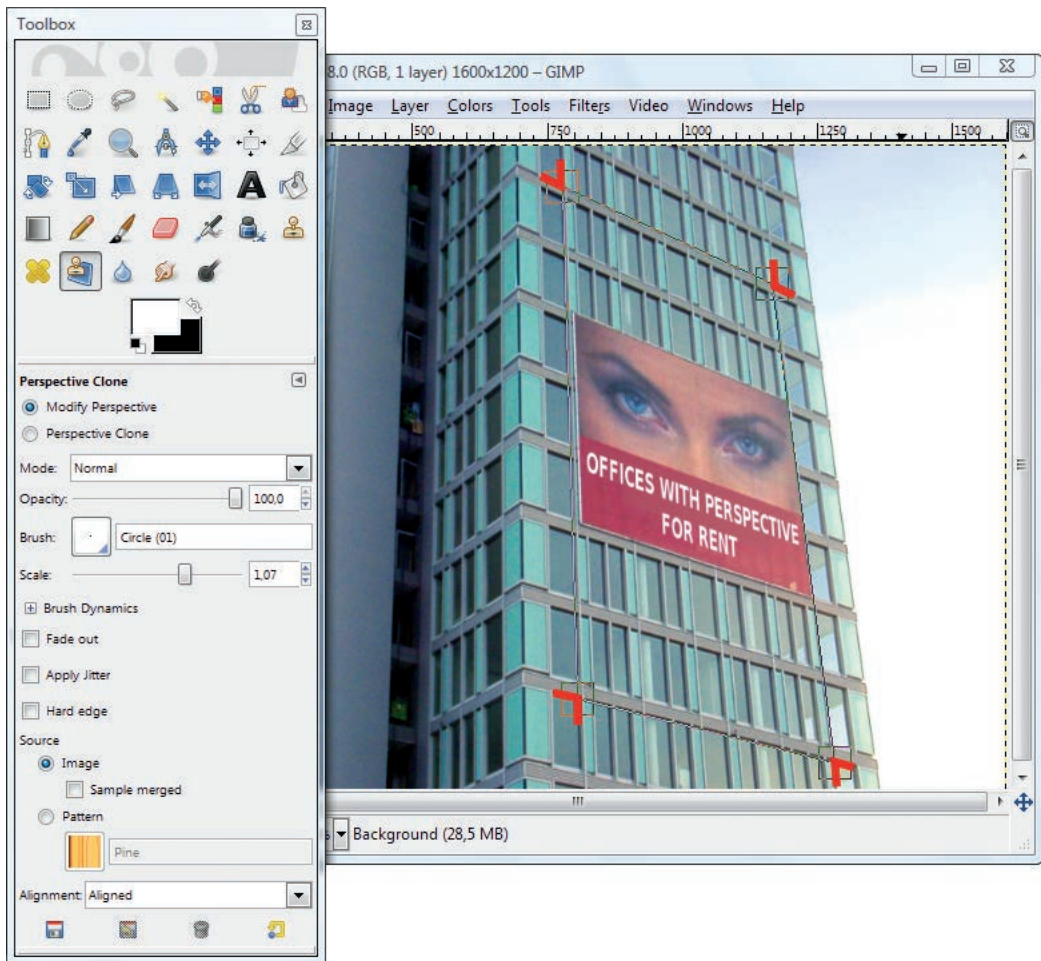 Toolbox
8.0 (RGB, 1 layer) 1600x1200 – GIMP
Image Layer Colors Tools Filters Video Windows Help
500 750 1000 1250 1500
OFFICES WITH PERSPECTIVE
FOR RENT
Perspective Clone
Modify Perspective
Perspective Clone
Mode: Normal
Opacity: 100,0
Brush: Circle (01)
Scale: 1,07
Brush Dynamics
Fade out
Apply Jitter
Hard edge
Source
Image
Sample merged
Pattern
Pine
Alignment: Aligned
Background (28,5 MB)